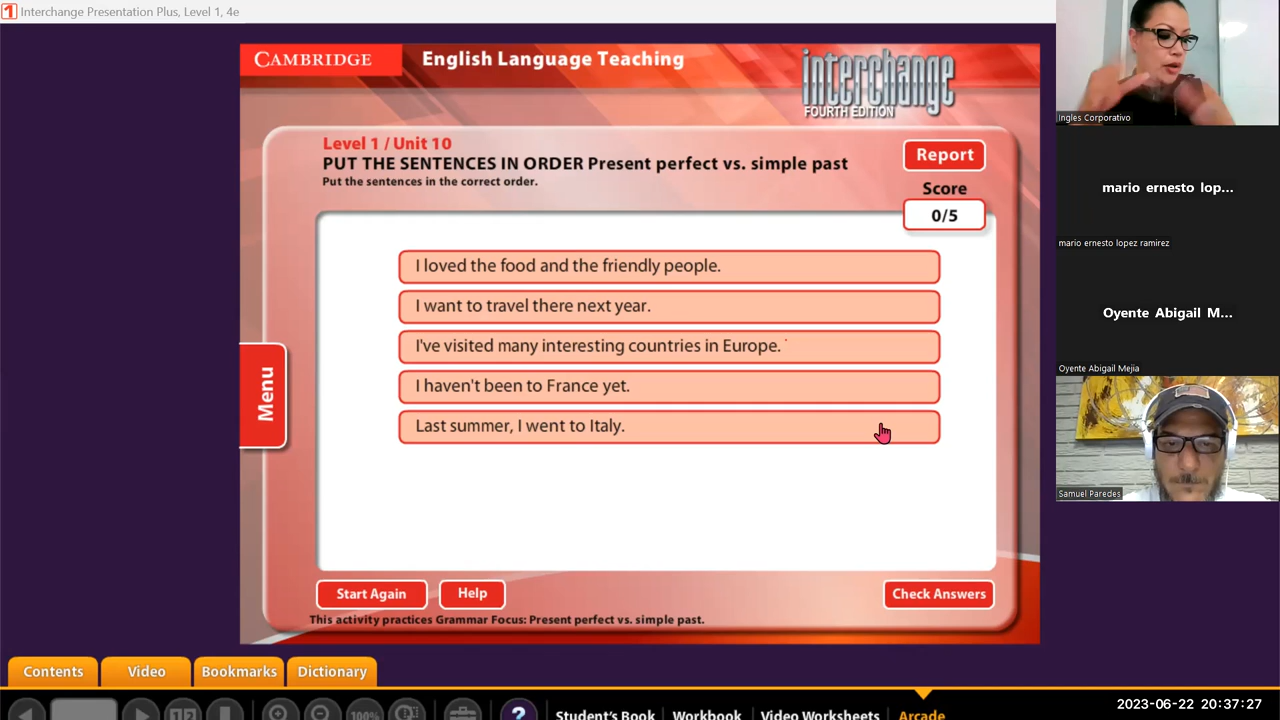 Interchange Presentation Plus, Level 1, 4e
CAMBRIDGE
English Language Teaching
interchange
FOURTH EDITION
Level 1 / Unit 10
PUT THE SENTENCES IN ORDER Present perfect vs. simple past
Put the sentences in the correct order.
Report
Score
0/5
I loved the food and the friendly people.
I want to travel there next year.
I've visited many interesting countries in Europe.
I haven't been to France yet.
Last summer, I went to Italy.
Menu
Start Again
Help
Check Answers
This activity practices Grammar Focus: Present perfect vs. simple past.
Contents
Video
Bookmarks
Dictionary
100%
?
Student's Book
Workbook
Video Worksheets
Arcade
Ingles Corporativo
mario ernesto lop...
mario ernesto lopez ramirez
Oyente Abigail M...
Oyente Abigail Mejia
Samuel Paredes
2023-06-22 20:37:27